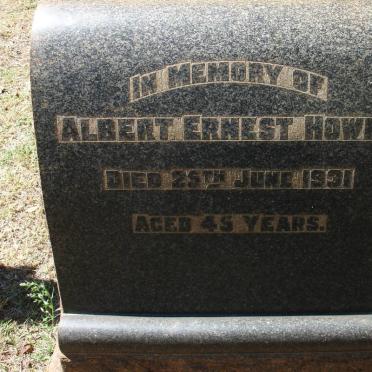 In Memory of
Albert Ernest
Died 25th June 1931
Aged 45 Years.